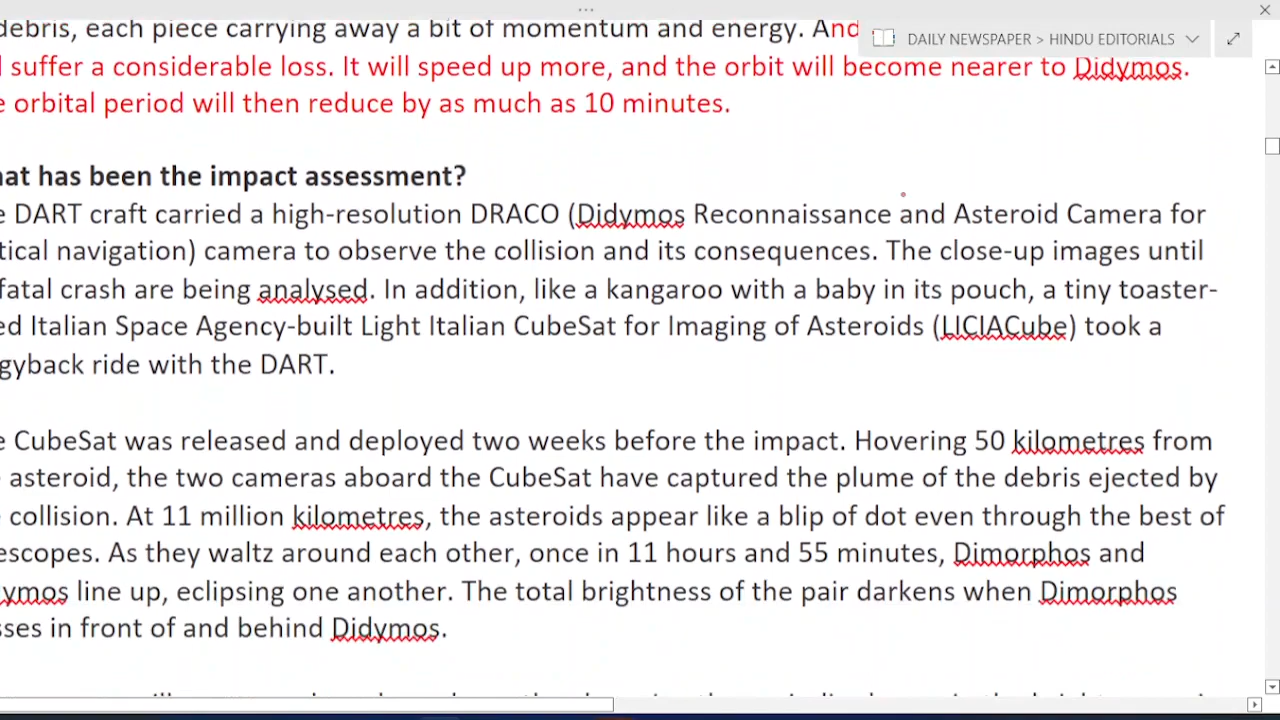 debris, each piece carrying away a bit of momentum and energy. And
DAILY NEWSPAPER > HINDU EDITORIALS
suffer a considerable loss. It will speed up more, and the orbit will become nearer to Didymos.
e orbital period will then reduce by as much as 10 minutes.
hat has been the impact assessment?
e DART craft carried a high-resolution DRACO (Didymos Reconnaissance and Asteroid Camera for
tical navigation) camera to observe the collision and its consequences. The close-up images until
fatal crash are being analysed. In addition, like a kangaroo with a baby in its pouch, a tiny toaster-
ed Italian Space Agency-built Light Italian CubeSat for Imaging of Asteroids (LICIACube) took a
gyback ride with the DART.
e CubeSat was released and deployed two weeks before the impact. Hovering 50 kilometres from
asteroid, the two cameras aboard the CubeSat have captured the plume of the debris ejected by
collision. At 11 million kilometres, the asteroids appear like a blip of dot even through the best of
escopes. As they waltz around each other, once in 11 hours and 55 minutes, Dimorphos and
ymos line up, eclipsing one another. The total brightness of the pair darkens when Dimorphos
sses in front of and behind Didymos.